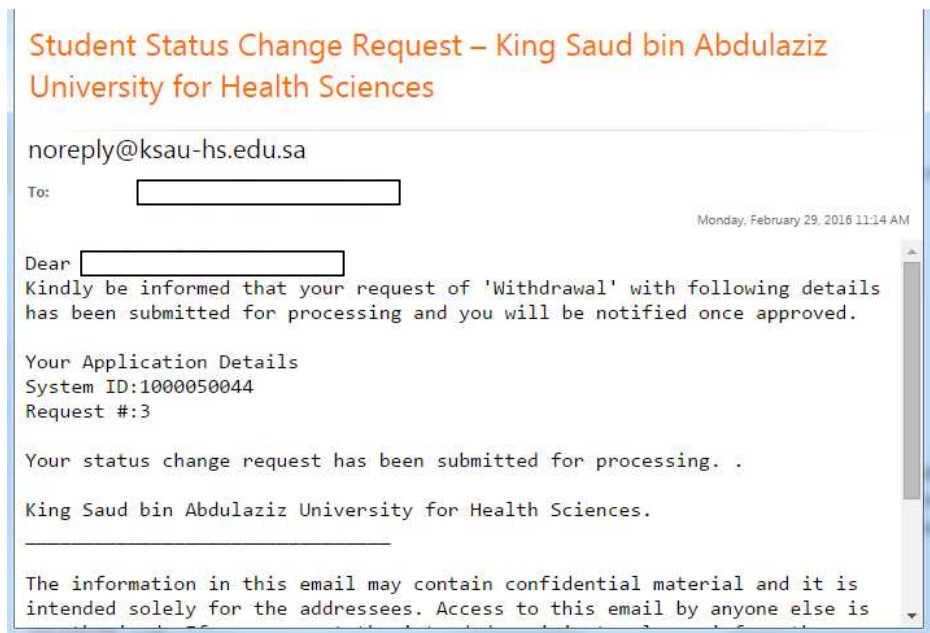 Student Status Change Request – King Saud bin Abdulaziz
University for Health Sciences
noreply@ksau-hs.edu.sa
To:
Monday, February 29, 2016 11:14 AM
Dear
Kindly be informed that your request of 'Withdrawal' with following details
has been submitted for processing and you will be notified once approved.
Your Application Details
System ID:1000050044
Request #:3
Your status change request has been submitted for processing. .
King Saud bin Abdulaziz University for Health Sciences.
________________________________
The information in this email may contain confidential material and it is
intended solely for the addressees. Access to this email by anyone else is